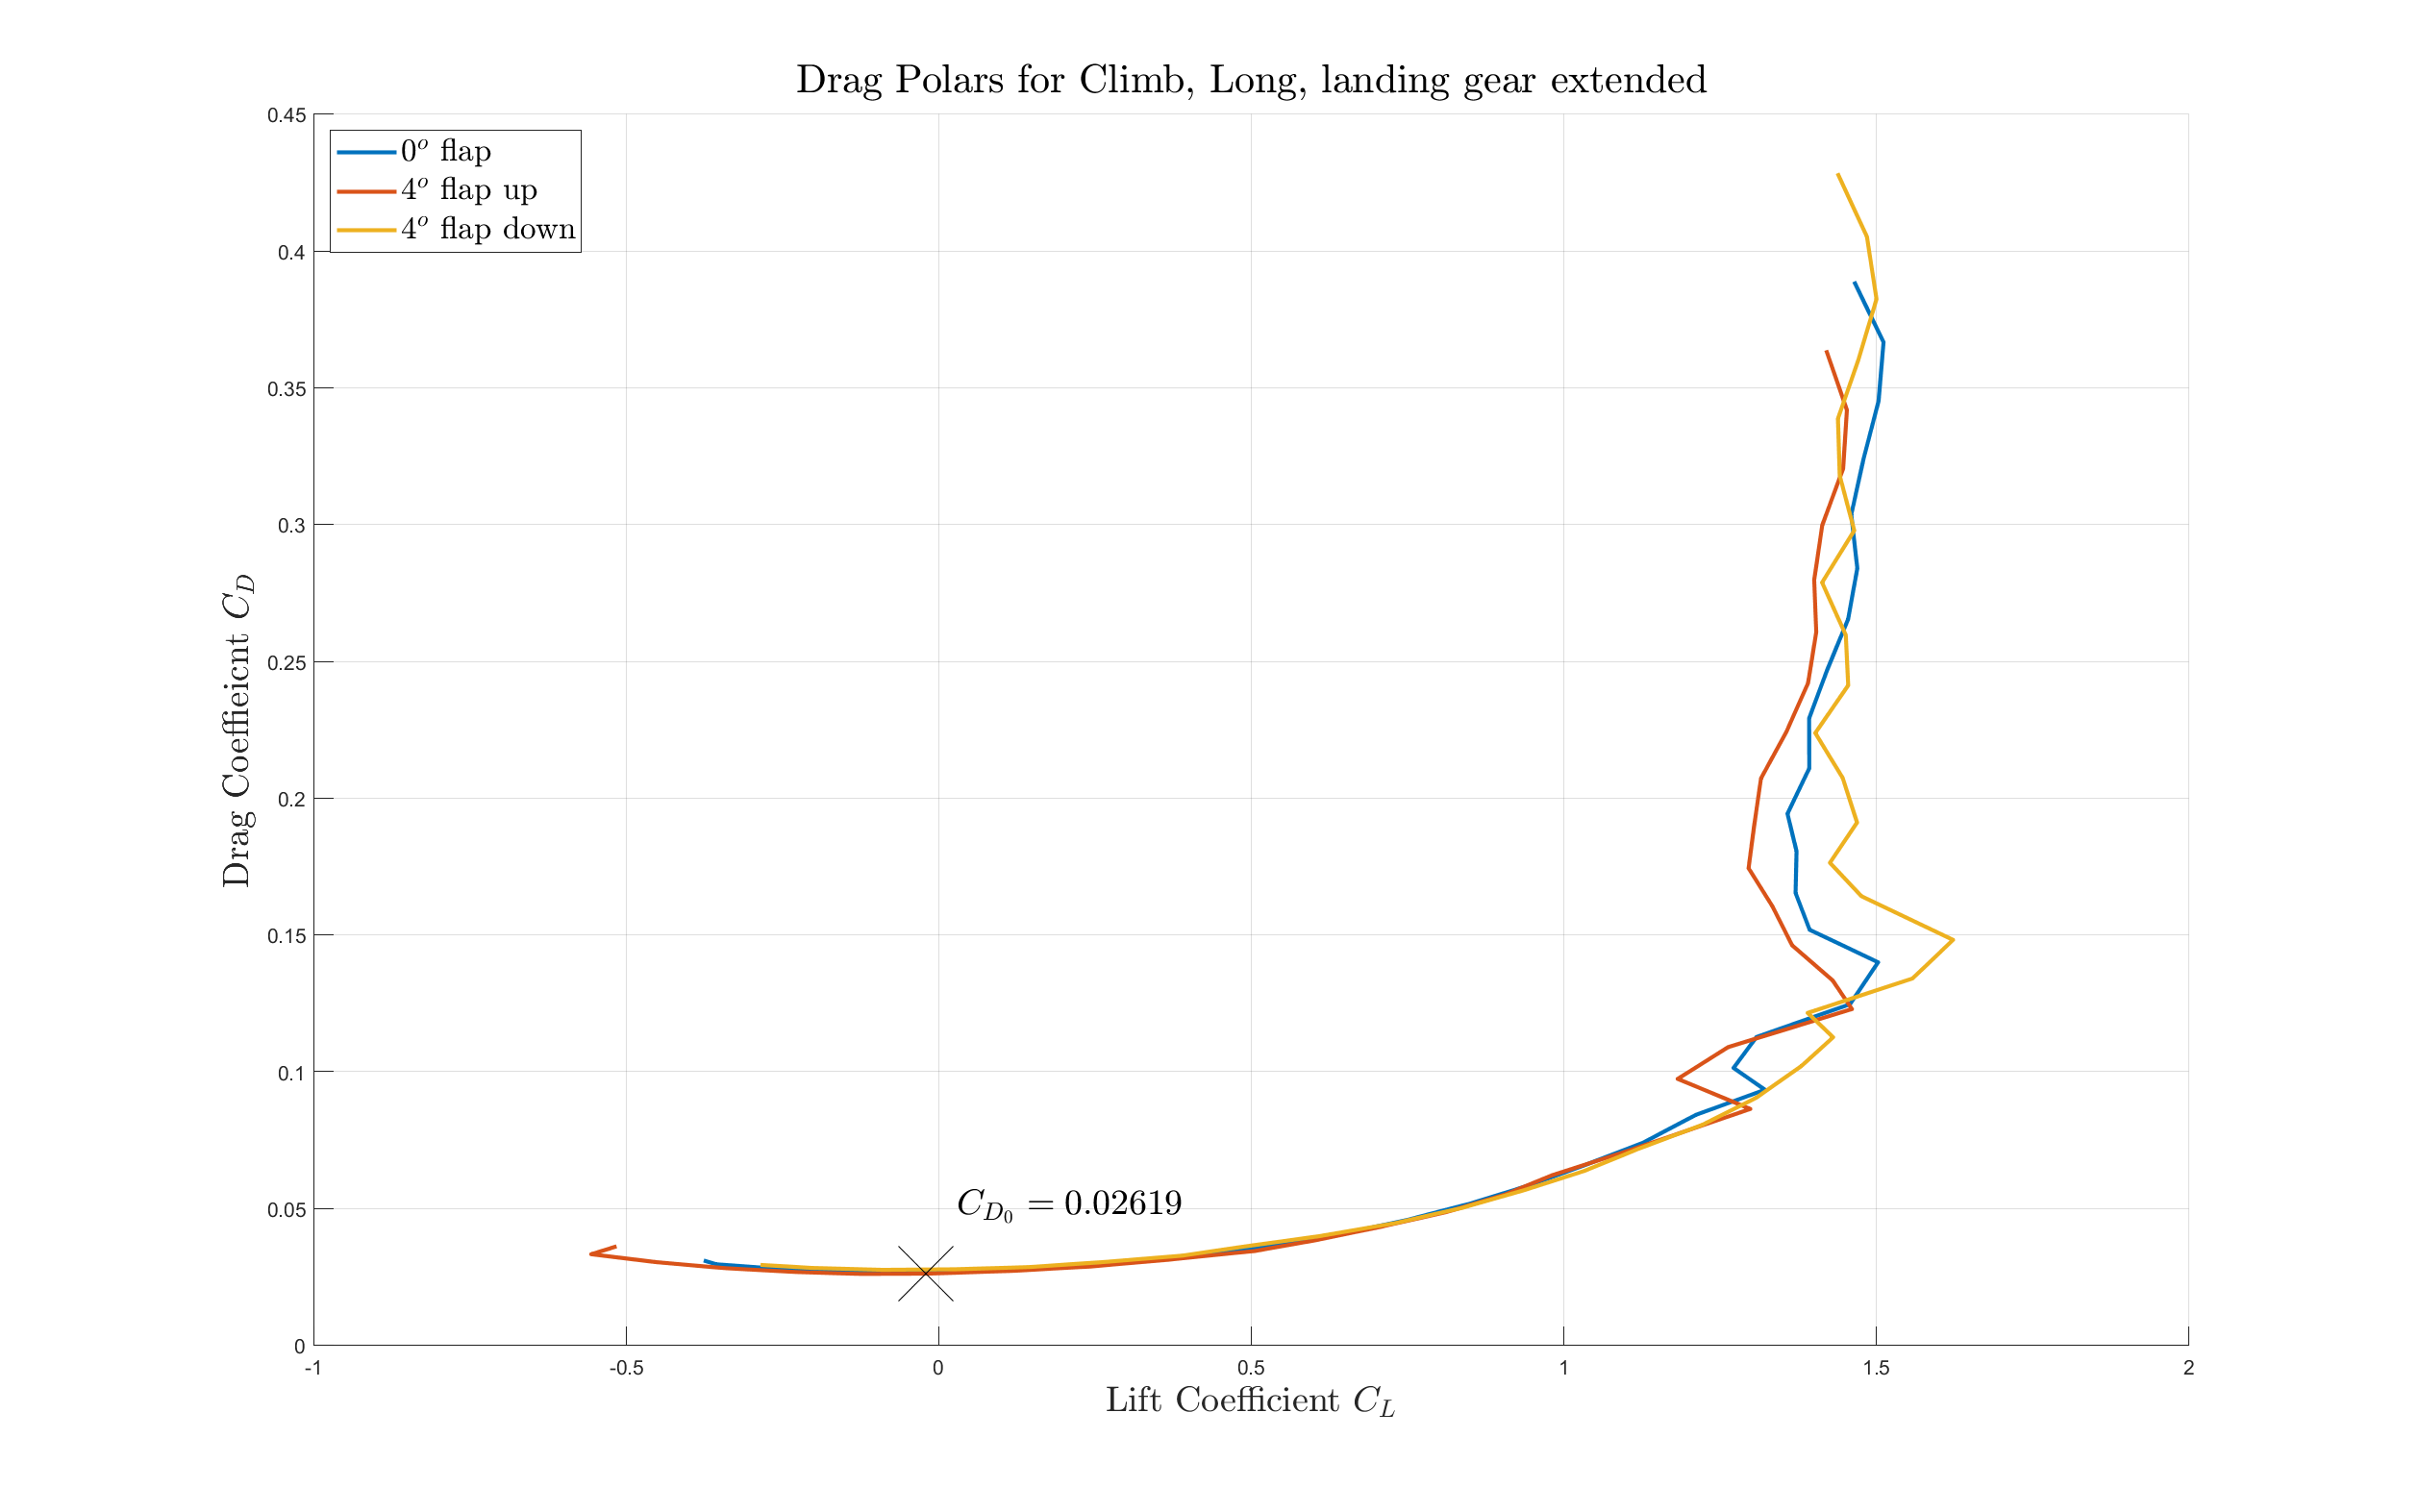 Drag Polars for Climb, Long, landing gear extended
0.45
0° flap
4° flap up
4° flap down
0.4
0.35
0.3
0.25
0.2
0.15
0.1
0.05
0
Drag Coeffieicnt C_D
C_{D_0} = 0.02619
-1
-0.5
0
0.5
1
1.5
2
Lift Coefficient C_L